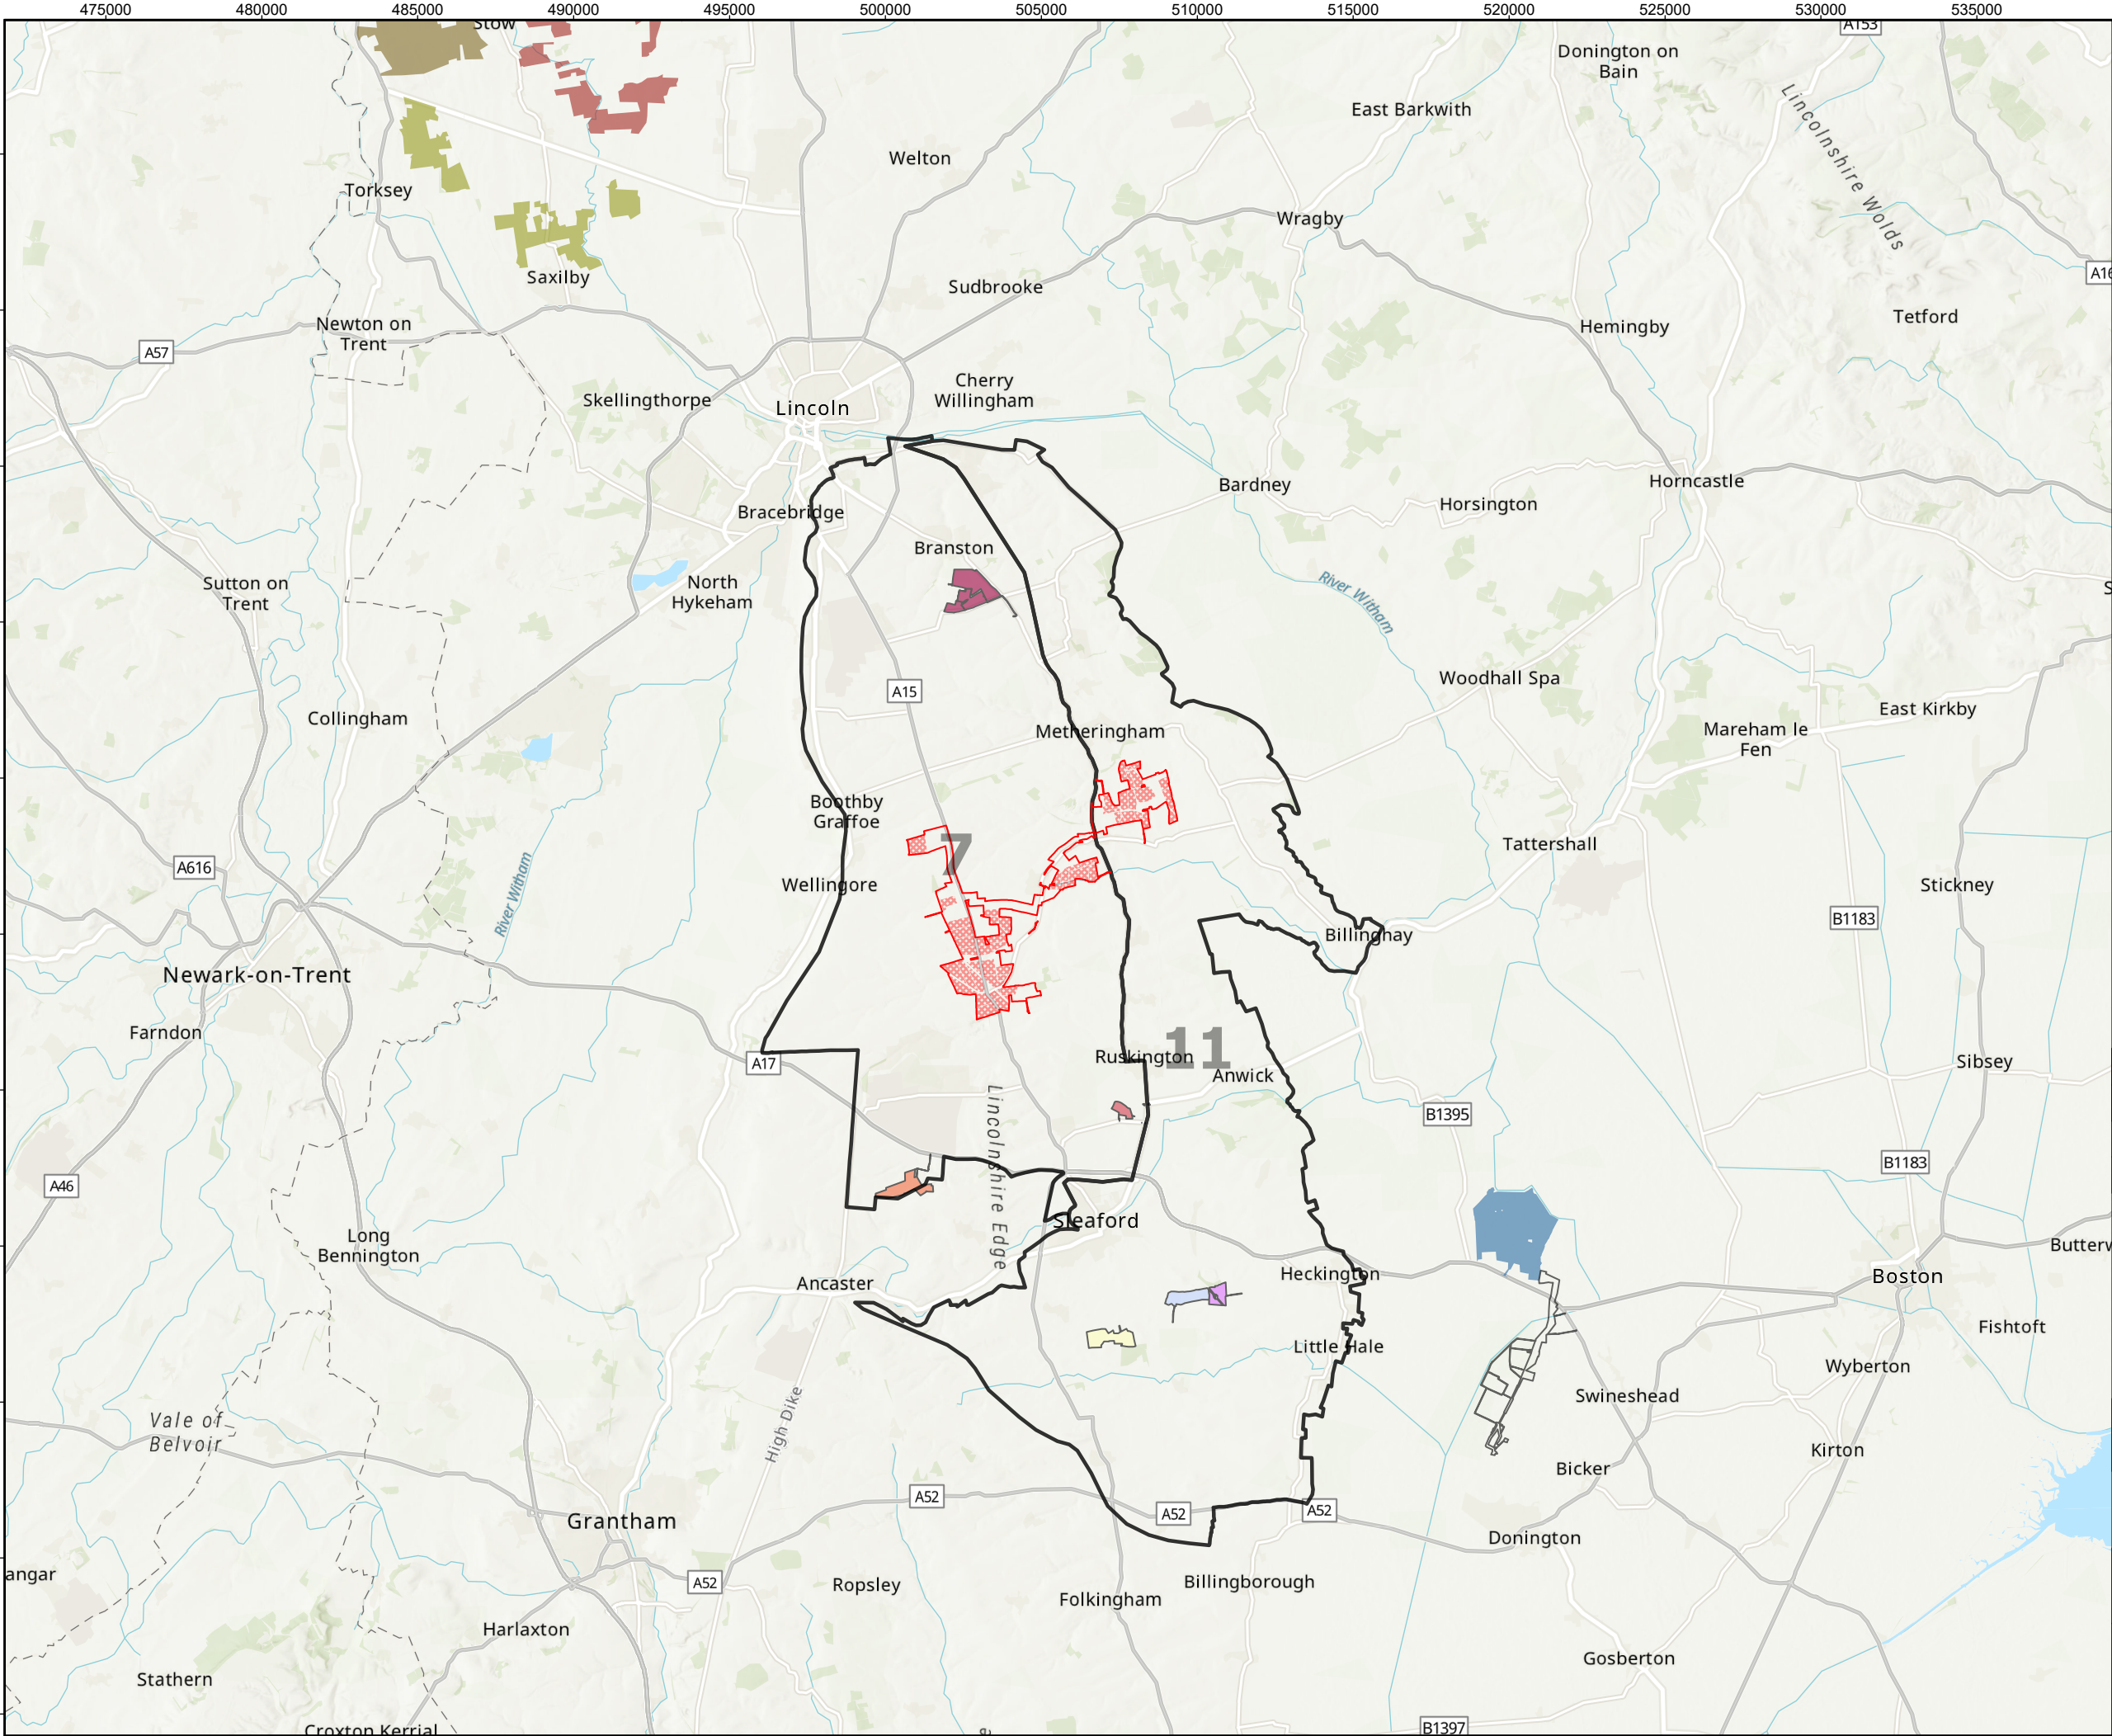 475000 480000 485000 490000 495000 500000 505000 510000 515000 520000 525000 530000 535000
Stow
A153
Donington on
Bain
East Barkwith
Lincolnshire Wolds
Welton
Torksey
Wragby
Saxilby
Sudbrooke
A16
Tetford
Newton on
Trent
Hemingby
A57
Cherry
Willingham
Skellingthorpe
Lincoln
Bardney
Horncastle
Horsington
Bracebridge
Branston
Sutton on
Trent
North
Hykeham
River Witham
Woodhall Spa
A15
Collingham
Metheringham
East Kirkby
Mareham le
Fen
Boothby
Graffoe
7
Tattershall
A616
Wellingore
Stickney
River Witham
B1183
Billinghay
Newark-on-Trent
Farndon
11
Ruskington
A17
Anwick
Sibsey
Lincolnshire Edge
B1395
B1183
A46
Sleaford
Long
Bennington
Butterw
Heckington
Boston
Ancaster
Fishtoft
Little Hale
Wyberton
Swineshead
High Dike
Vale of
Belvoir
Kirton
Bicker
A52
A52
A52
Grantham
Donington
angar
A52
Ropsley
Billingborough
Folkingham
Harlaxton
Gosberton
Stathern
Croxton Kerrial
B1397